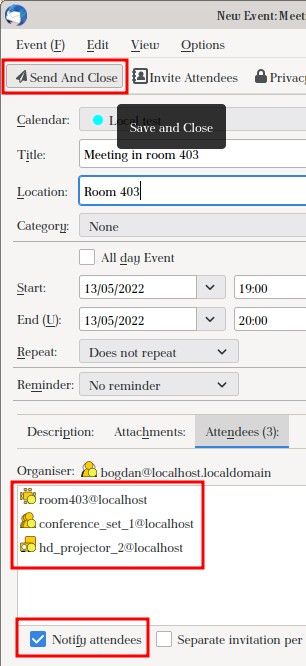 New Event: Meet
Event (F) Edit View Options
Send And Close Invite Attendees Privac
Calendar: Local test
Save and Close
Title: Meeting in room 403
Location: Room 403
Category: None
All day Event
Start: 13/05/2022 19:00
End (U): 13/05/2022 20:00
Repeat: Does not repeat
Reminder: No reminder
Description: Attachments: Attendees (3):
Organiser: bogdan@localhost.localdomain
room403@localhost
conference_set_1@localhost
hd_projector_2@localhost
Notify attendees Separate invitation per